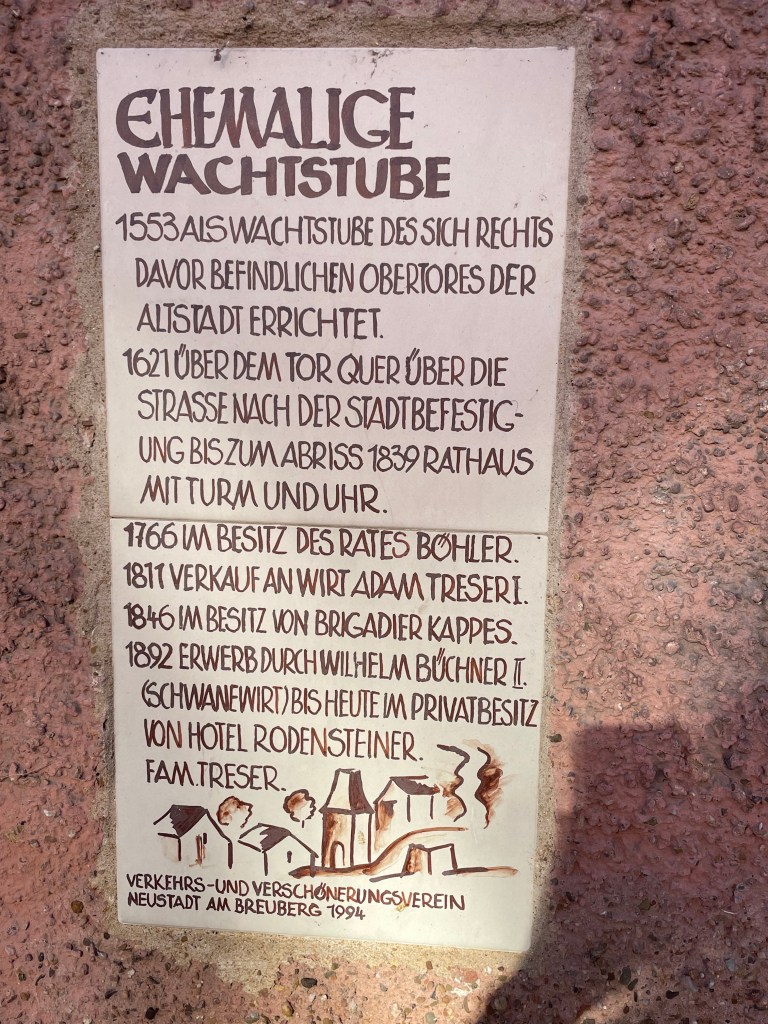 EHEMALIGE
WACHTSTUBE
1553 ALS WACHTSTUBE DES SICH RECHTS
DAVOR BEFINDLICHEN OBERTORES DER
ALTSTADT ERRICHTET.
1621 ÜBER DEM TOR QUER ÜBER DIE
STRASSE NACH DER STADTBEFESTIG-
UNG BIS ZUM ABRISS 1839 RATHAUS
MIT TURM UND UHR.
1766 IM BESITZ DES RATES BÖHLER.
1811 VERKAUF AN WIRT ADAM TRESER I.
1846 IM BESITZ VON BRIGADIER KAPPES.
1892 ERWERB DURCH WILHELM BÜCHNER II.
(SCHWANEWIRT) BIS HEUTE IM PRIVATBESITZ
VON HOTEL RODENSTEINER.
FAM. TRESER.
VERKEHRS-UND VERSCHÖNERUNGSVEREIN
NEUSTADT AM BREUBERG 1994